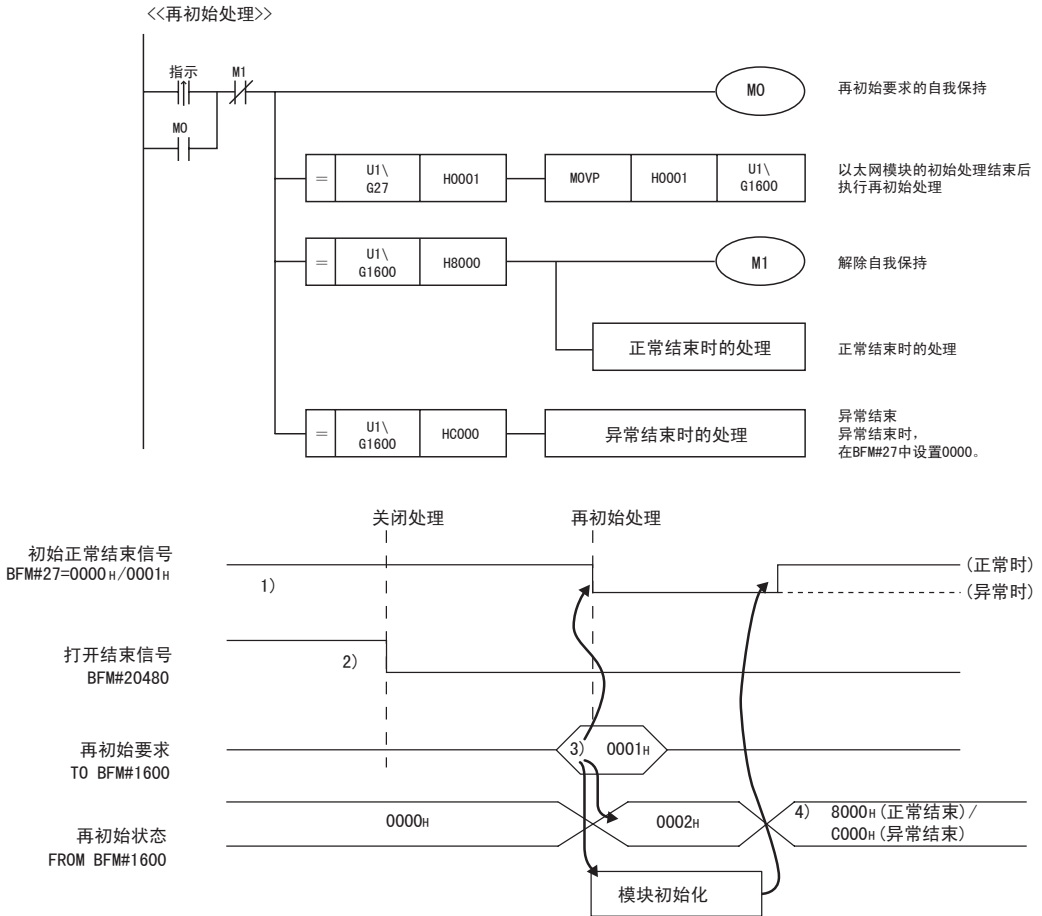 <<再初始处理>>
指示
M1
M0
M0
再初始要求的自我保持
=
U1\
G27
H0001
MOVP
H0001
U1\
G1600
以太网模块的初始处理结束后
执行再初始处理
=
U1\
G1600
H8000
M1
解除自我保持
正常结束时的处理
正常结束时的处理
=
U1\
G1600
HC000
异常结束时的处理
异常结束
异常结束时,
在BFM#27中设置0000。
关闭处理
再初始处理
初始正常结束信号
BFM#27=0000H/0001H
1)
(正常时)
(异常时)
打开结束信号
BFM#20480
2)
再初始要求
TO BFM#1600
3)
0001H
再初始状态
FROM BFM#1600
0000H
0002H
4)
8000H(正常结束)/
C000H(异常结束)
模块初始化